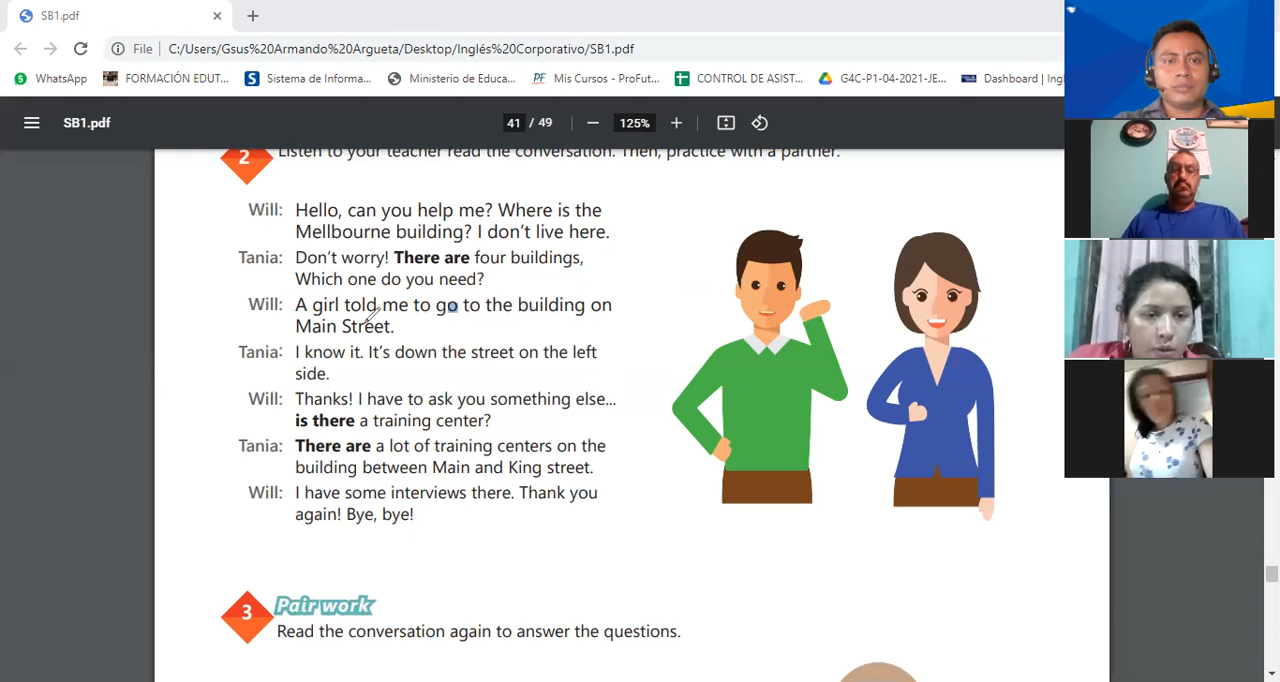 SB1.pdf
File C:/Users/Gsus%20Armando%20Argueta/Desktop/Inglés%20Corporativo/SB1.pdf
WhatsApp FORMACIÓN EDUT... Sistema de Informa... Ministerio de Educa... Mis Cursos - ProFut... CONTROL DE ASIST... G4C-P1-04-2021-JE... Dashboard | Ingl
SB1.pdf 41 / 49 125%
2 Listen to your teacher read the conversation. Then, practice with a partner.
Will: Hello, can you help me? Where is the
Mellbourne building? I don't live here.
Tania: Don't worry! There are four buildings,
Which one do you need?
Will: A girl told me to go to the building on
Main Street.
Tania: I know it. It's down the street on the left
side.
Will: Thanks! I have to ask you something else...
is there a training center?
Tania: There are a lot of training centers on the
building between Main and King street.
Will: I have some interviews there. Thank you
again! Bye, bye!
3 Pair work
Read the conversation again to answer the questions.